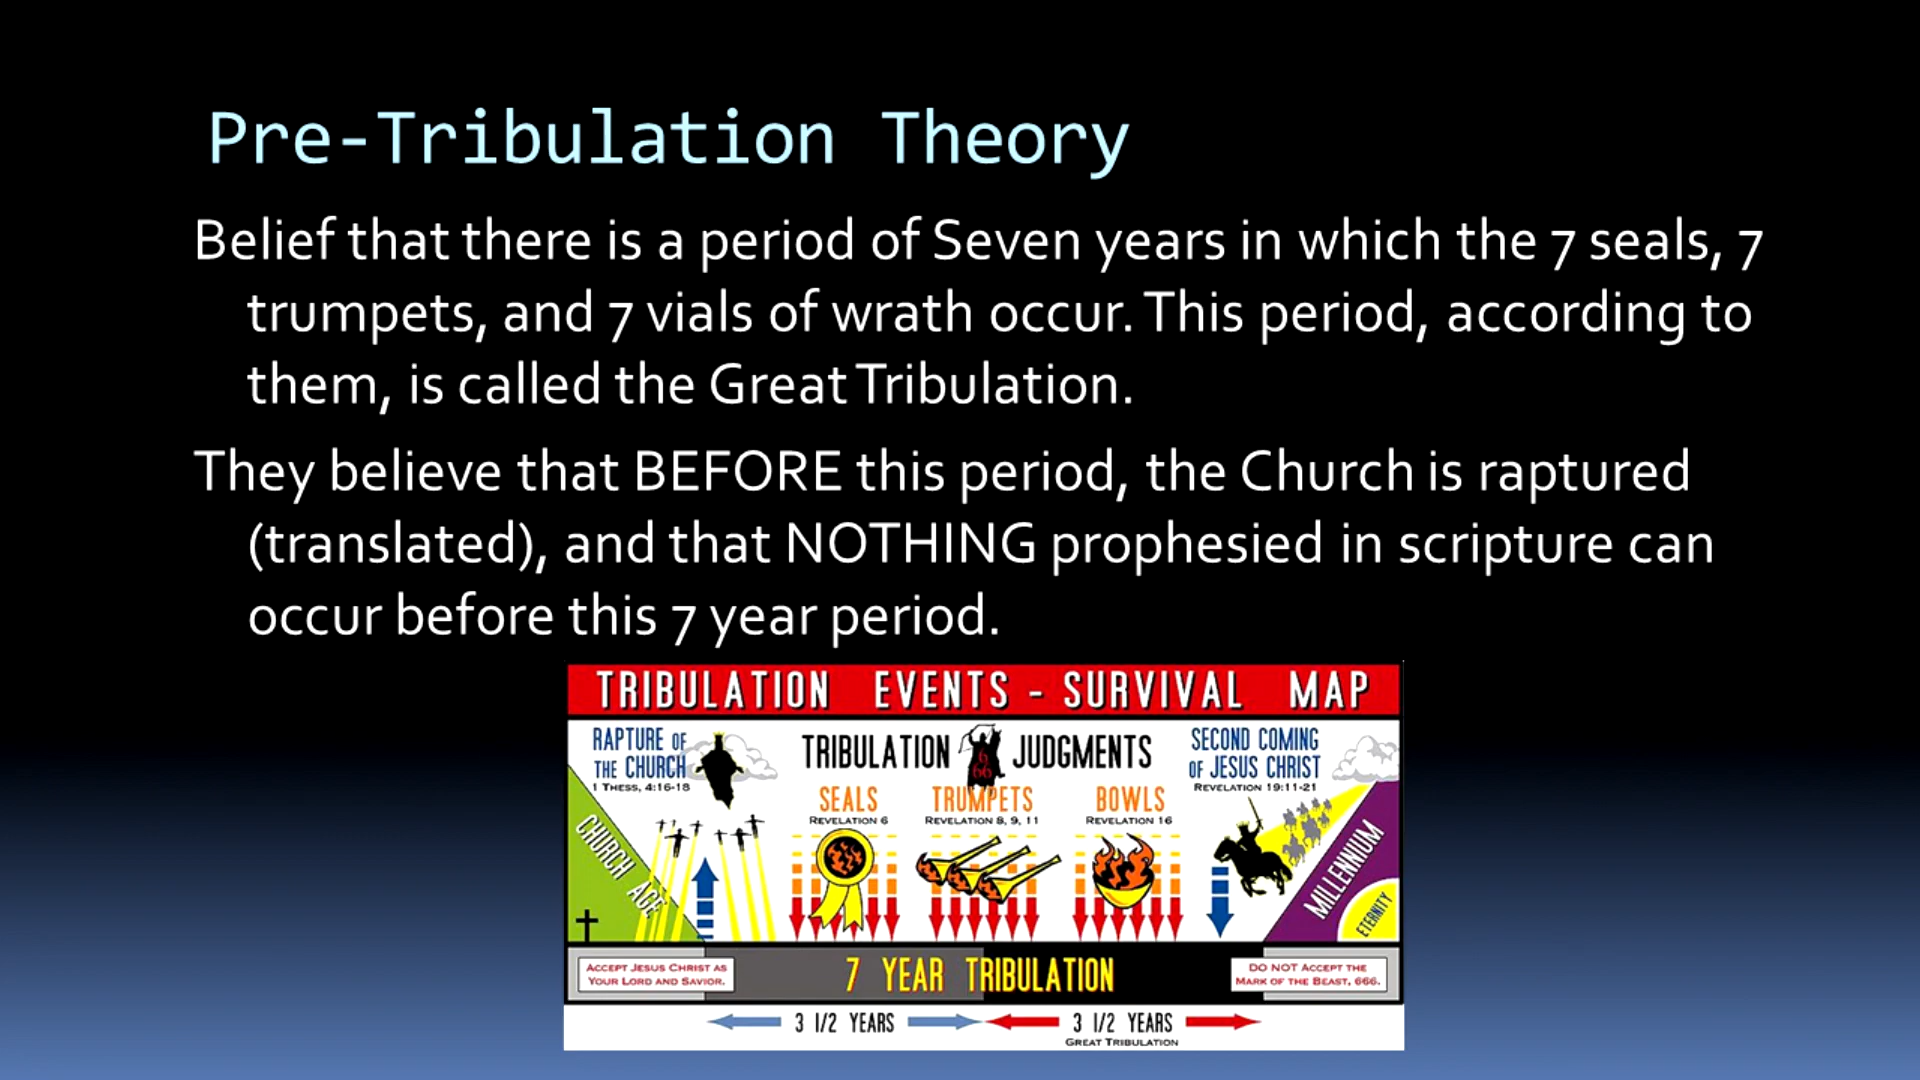 Pre-Tribulation Theory
Belief that there is a period of Seven years in which the 7 seals, 7
trumpets, and 7 vials of wrath occur. This period, according to
them, is called the Great Tribulation.
They believe that BEFORE this period, the Church is raptured
(translated), and that NOTHING prophesied in scripture can
occur before this 7 year period.
TRIBULATION EVENTS - SURVIVAL MAP
RAPTURE OF
THE CHURCH
1 THESS, 4:16-18
TRIBULATION JUDGMENTS
6
66
SEALS
REVELATION 6
TRUMPETS
REVELATION 8, 9, 11
BOWLS
REVELATION 16
SECOND COMING
OF JESUS CHRIST
REVELATION 19:11-21
CHURCH AGE
MILLENNIUM
ETERNITY
ACCEPT JESUS CHRIST AS
YOUR LORD AND SAVIOR.
7 YEAR TRIBULATION
DO NOT ACCEPT THE
MARK OF THE BEAST, 666.
3 1/2 YEARS
3 1/2 YEARS
GREAT TRIBULATION